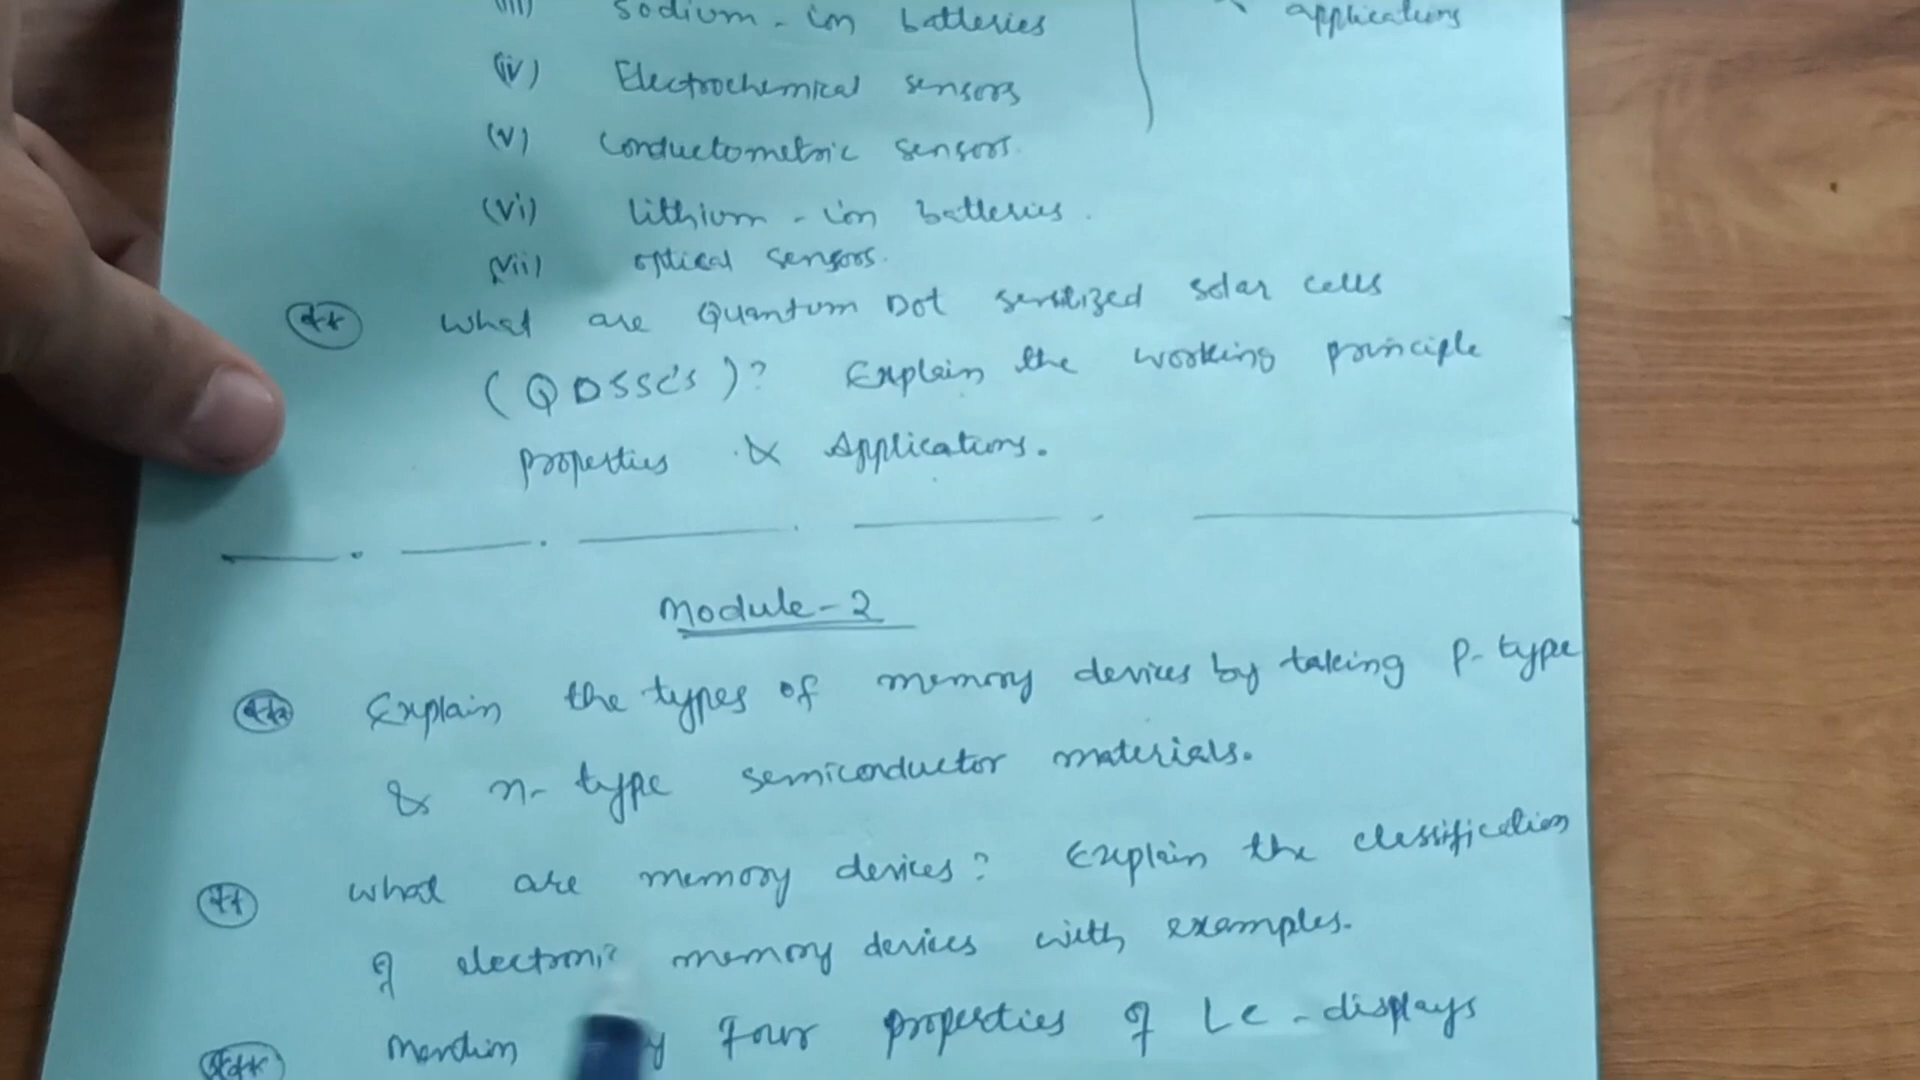 (iii) Sodium-ion batteries
applications
(iv) Electrochemical sensors
(v) Conductometric sensors.
(vi) lithium-ion batteries.
(vii) optical sensors.
** What are Quantum Dot sensitized solar cells
(QDSSC's)? Explain the working principle
properties & Applications.
Module-2
*** Explain the types of memory devices by taking P-type
& n-type semiconductor materials.
** What are memory devices? Explain the classification
of electronic memory devices with examples.
*** Mention four properties of LC-displays